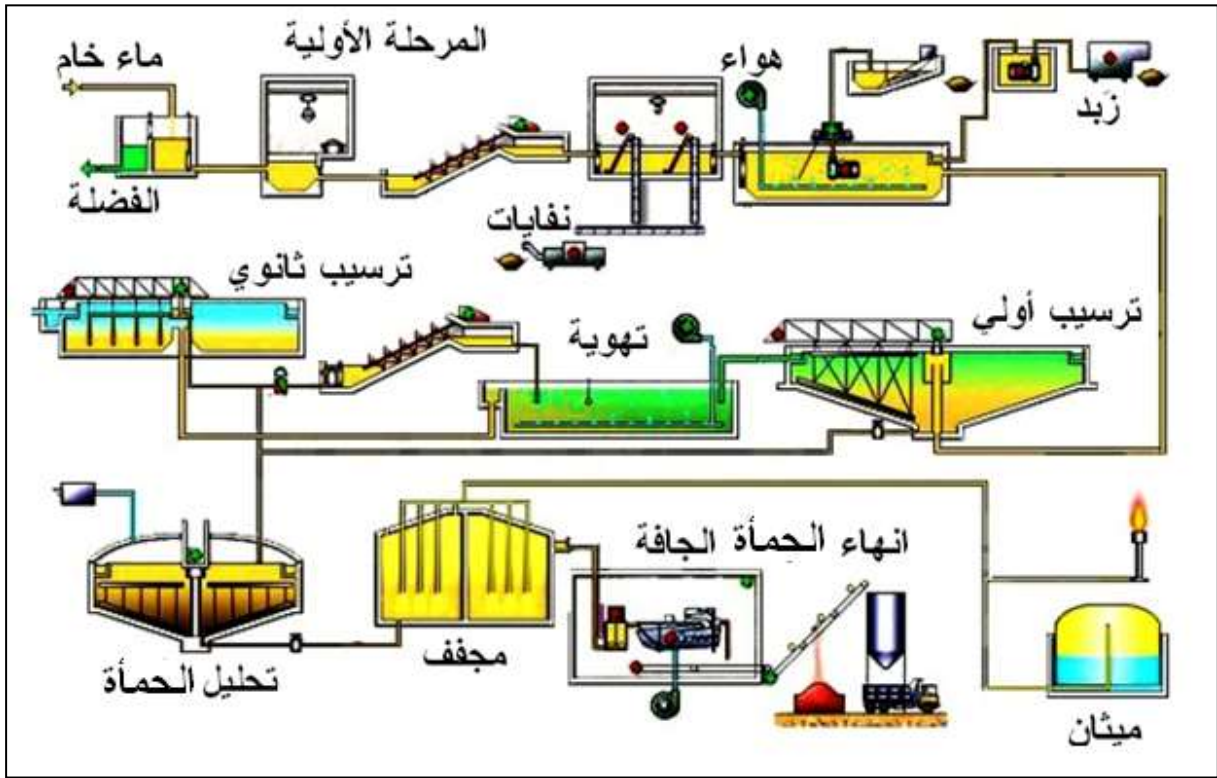 المرحلة الأولية
ماء خام
هواء
زَبد
الفضلة
نفايات
ترسيب ثانوي
ترسيب أولي
تهوية
انهاء الحمأة الجافة
مجفف
تحليل الحمأة
ميثان